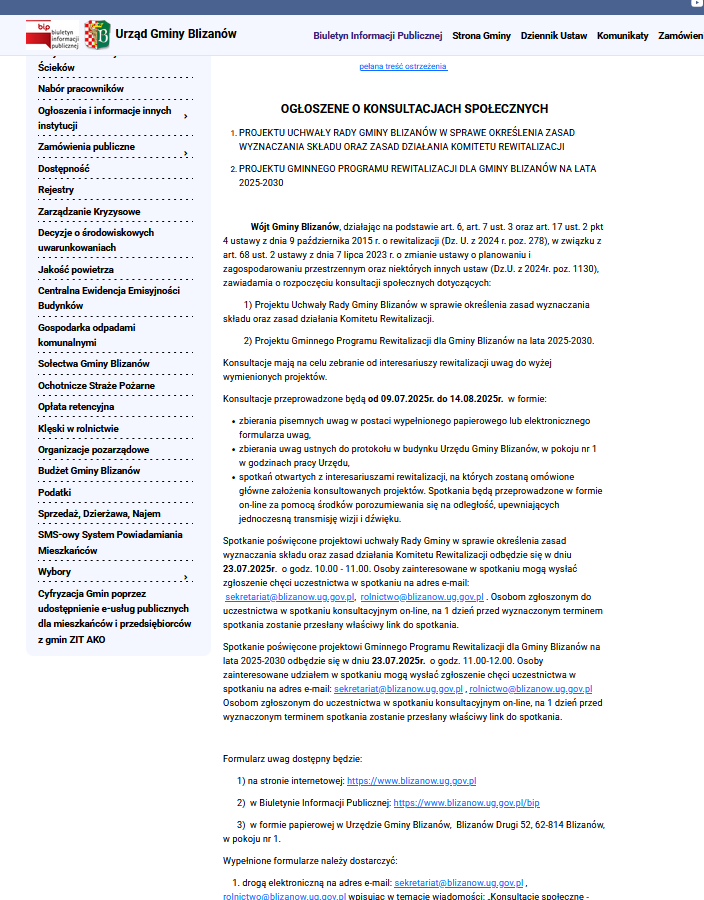 bip
biuletyn
informacji
publicznej
Urząd Gminy Blizanów
Biuletyn Informacji Publicznej Strona Gminy Dziennik Ustaw Komunikaty Zamówien
Ścieków
Nabór pracowników
Ogłoszenia i informacje innych
instytucji
Zamówienia publiczne
Dostępność
Rejestry
Zarządzanie Kryzysowe
Decyzje o środowiskowych
uwarunkowaniach
Jakość powietrza
Centralna Ewidencja Emisyjności
Budynków
Gospodarka odpadami
komunalnymi
Sołectwa Gminy Blizanów
Ochotnicze Straże Pożarne
Opłata retencyjna
Klęski w rolnictwie
Organizacje pozarządowe
Budżet Gminy Blizanów
Podatki
Sprzedaż, Dzierżawa, Najem
SMS-owy System Powiadamiania
Mieszkańców
Wybory
Cyfryzacja Gmin poprzez
udostępnienie e-usług publicznych
dla mieszkańców i przedsiębiorców
z gmin ZIT AKO
pełana treść ostrzeżenia
OGŁOSZENE O KONSULTACJACH SPOŁECZNYCH
1. PROJEKTU UCHWAŁY RADY GMINY BLIZANÓW W SPRAWE OKREŚLENIA ZASAD
WYZNACZANIA SKŁADU ORAZ ZASAD DZIAŁANIA KOMITETU REWITALIZACJI
2. PROJEKTU GMINNEGO PROGRAMU REWITALIZACJI DLA GMINY BLIZANÓW NA LATA
2025-2030
Wójt Gminy Blizanów, działając na podstawie art. 6, art. 7 ust. 3 oraz art. 17 ust. 2 pkt
4 ustawy z dnia 9 października 2015 r. o rewitalizacji (Dz. U. z 2024 r. poz. 278), w związku z
art. 68 ust. 2 ustawy z dnia 7 lipca 2023 r. o zmianie ustawy o planowaniu i
zagospodarowaniu przestrzennym oraz niektórych innych ustaw (Dz.U. z 2024r. poz. 1130),
zawiadamia o rozpoczęciu konsultacji społecznych dotyczących:
1) Projektu Uchwały Rady Gminy Blizanów w sprawie określenia zasad wyznaczania
składu oraz zasad działania Komitetu Rewitalizacji.
2) Projektu Gminnego Programu Rewitalizacji dla Gminy Blizanów na lata 2025-2030.
Konsultacje mają na celu zebranie od interesariuszy rewitalizacji uwag do wyżej
wymienionych projektów.
Konsultacje przeprowadzone będą od 09.07.2025r. do 14.08.2025r. w formie:
• zbierania pisemnych uwag w postaci wypełnionego papierowego lub elektronicznego
formularza uwag,
• zbierania uwag ustnych do protokołu w budynku Urzędu Gminy Blizanów, w pokoju nr 1
w godzinach pracy Urzędu,
• spotkań otwartych z interesariuszami rewitalizacji, na których zostaną omówione
główne założenia konsultowanych projektów. Spotkania będą przeprowadzone w formie
on-line za pomocą środków porozumiewania się na odległość, upewniających
jednoczesną transmisję wizji i dźwięku.
Spotkanie poświęcone projektowi uchwały Rady Gminy w sprawie określenia zasad
wyznaczania składu oraz zasad działania Komitetu Rewitalizacji odbędzie się w dniu
23.07.2025r. o godz. 10.00 - 11.00. Osoby zainteresowane w spotkaniu mogą wysłać
zgłoszenie chęci uczestnictwa w spotkaniu na adres e-mail:
sekretariat@blizanow.ug.gov.pl, rolnictwo@blizanow.ug.gov.pl . Osobom zgłoszonym do
uczestnictwa w spotkaniu konsultacyjnym on-line, na 1 dzień przed wyznaczonym terminem
spotkania zostanie przesłany właściwy link do spotkania.
Spotkanie poświęcone projektowi Gminnego Programu Rewitalizacji dla Gminy Blizanów na
lata 2025-2030 odbędzie się w dniu 23.07.2025r. o godz. 11.00-12.00. Osoby
zainteresowane udziałem w spotkaniu mogą wysłać zgłoszenie chęci uczestnictwa w
spotkaniu na adres e-mail: sekretariat@blizanow.ug.gov.pl , rolnictwo@blizanow.ug.gov.pl
Osobom zgłoszonym do uczestnictwa w spotkaniu konsultacyjnym on-line, na 1 dzień przed
wyznaczonym terminem spotkania zostanie przesłany właściwy link do spotkania.
Formularz uwag dostępny będzie:
1) na stronie internetowej: https://www.blizanow.ug.gov.pl
2) w Biuletynie Informacji Publicznej: https://www.blizanow.ug.gov.pl/bip
3) w formie papierowej w Urzędzie Gminy Blizanów, Blizanów Drugi 52, 62-814 Blizanów,
w pokoju nr 1.
Wypełnione formularze należy dostarczyć:
1. drogą elektroniczną na adres e-mail: sekretariat@blizanow.ug.gov.pl ,
rolnictwo@blizanow.ug.gov.pl wpisując w temacie wiadomości: „Konsultacje społeczne -